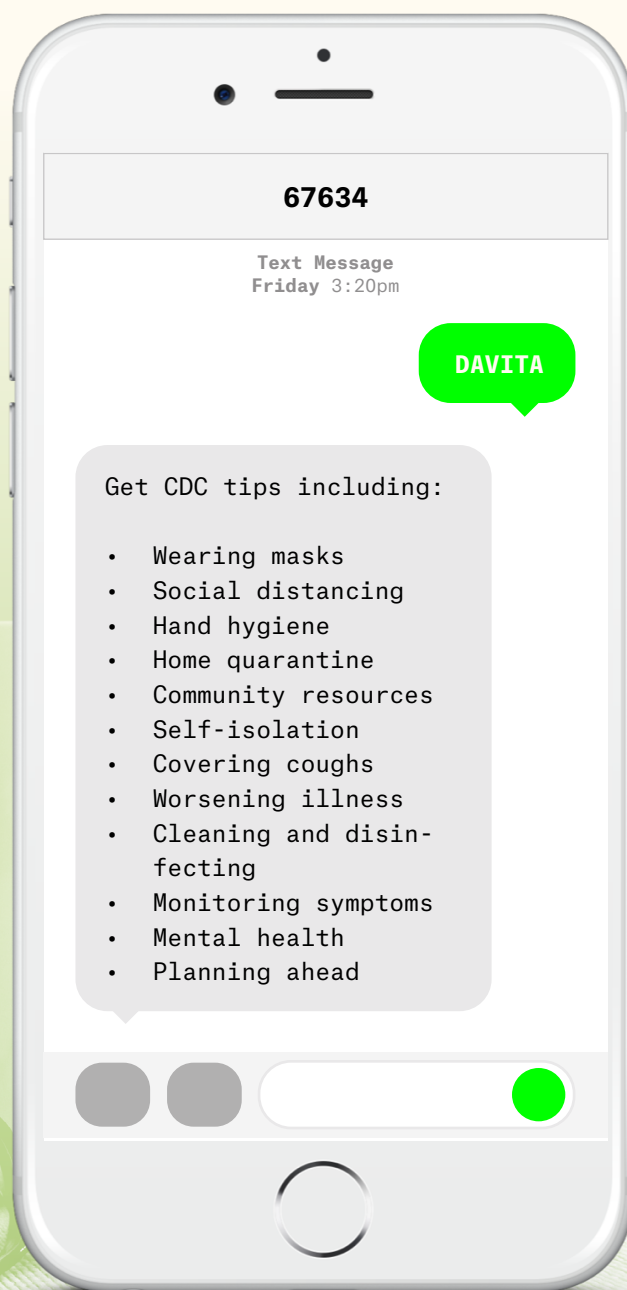 67634
Text Message
Friday 3:20pm
DAVITA
Get CDC tips including:
• Wearing masks
• Social distancing
• Hand hygiene
• Home quarantine
• Community resources
• Self-isolation
• Covering coughs
• Worsening illness
• Cleaning and disin-
fecting
• Monitoring symptoms
• Mental health
• Planning ahead